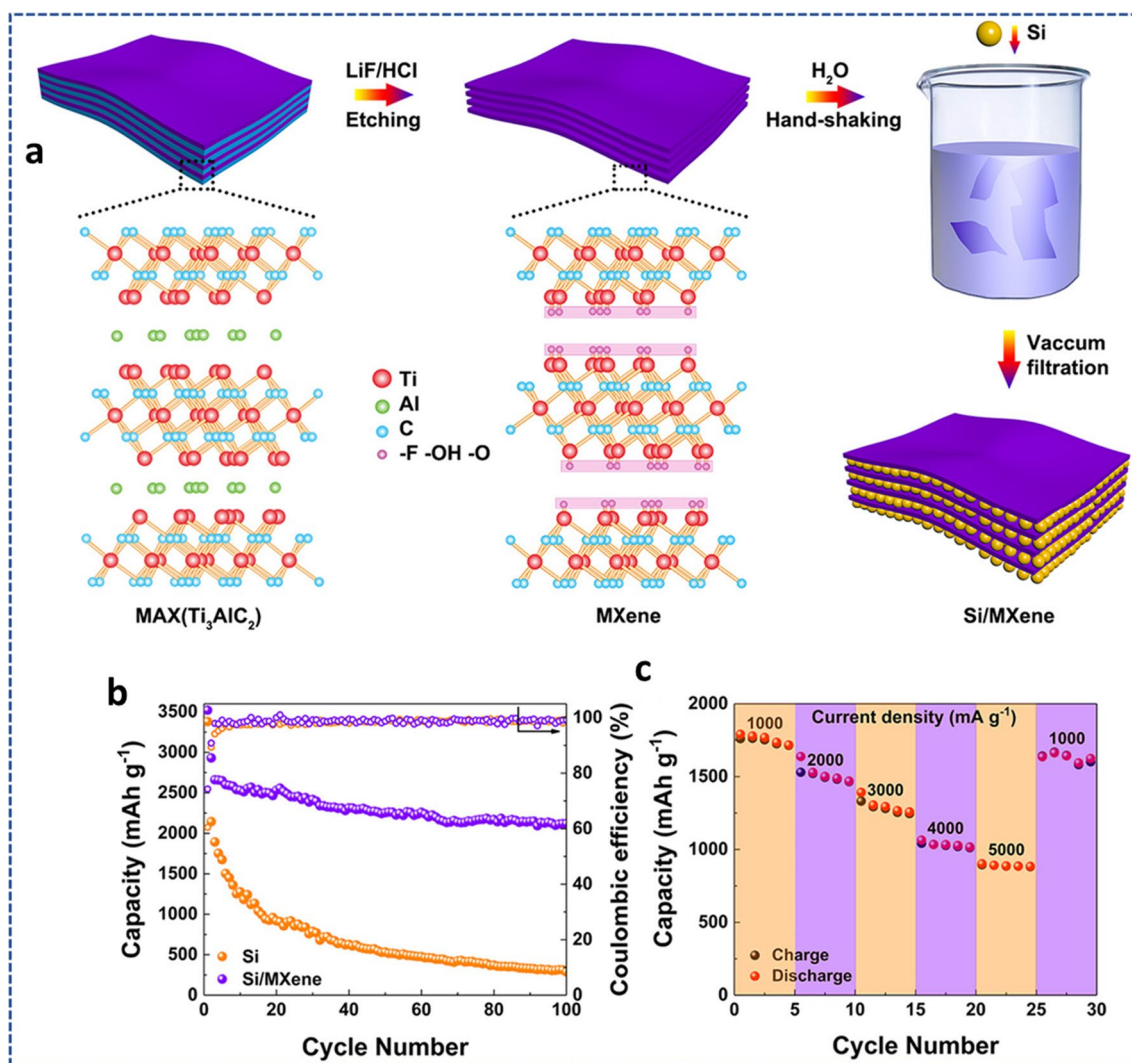 a
LiF/HCl
Etching
H₂O
Hand-shaking
Si
Vaccum
filtration
Ti
Al
C
-F -OH -O
MAX(Ti₃AlC₂)
MXene
Si/MXene
b
Capacity (mAh g⁻¹)
3500
3000
2500
2000
1500
1000
500
0
Si
Si/MXene
0 20 40 60 80 100
Cycle Number
100
80
60
40
20
0
Coulombic efficiency (%)
c
Capacity (mAh g⁻¹)
2000
1500
1000
500
0
Current density (mA g⁻¹)
1000
2000
3000
4000
5000
1000
Charge
Discharge
0 5 10 15 20 25 30
Cycle Number